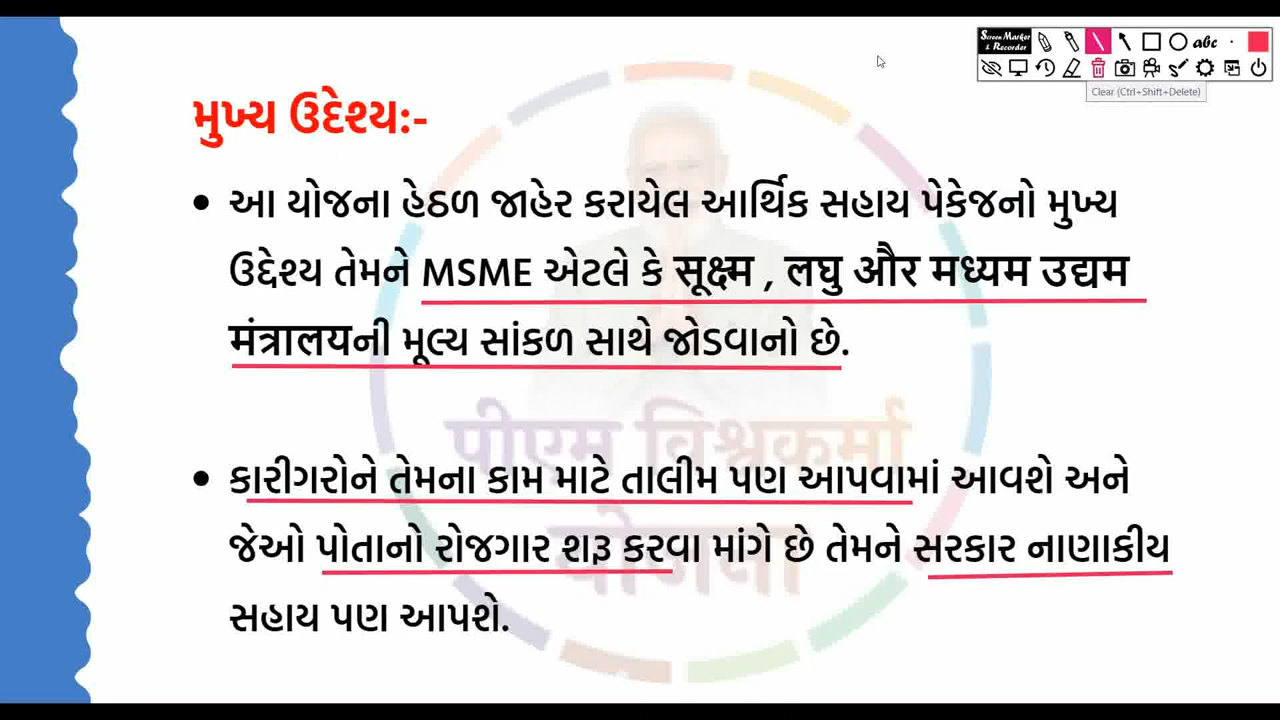 Screen Marker & Recorder
abc
Clear (Ctrl+Shift+Delete)
મુખ્ય ઉદેશ્ય:-
• આ યોજના હેઠળ જાહેર કરાયેલ આર્થિક સહાય પેકેજનો મુખ્ય
ઉદ્દેશ્ય તેમને MSME એટલે કે સૂક્ષ્મ , લઘુ और मध्यम उद्यम
मंत्रालयની મૂલ્ય સાંકળ સાથે જોડવાનો છે.
पीएम विश्वकर्मा
योजना
• કારીગરોને તેમના કામ માટે તાલીમ પણ આપવામાં આવશે અને
જેઓ પોતાનો રોજગાર શરૂ કરવા માંગે છે તેમને સરકાર નાણાકીય
સહાય પણ આપશે.